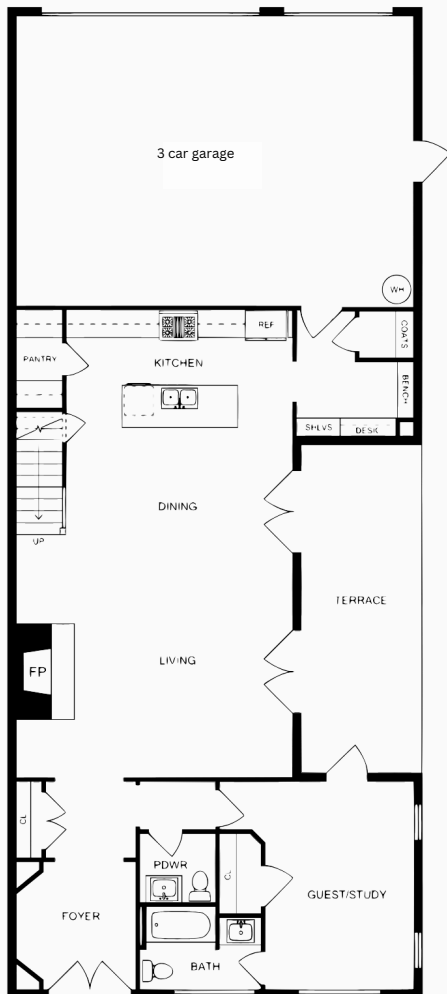 3 car garage
WH
REF
COATS
PANTRY
KITCHEN
BENCH
SHLVS
DESK
DINING
UP
TERRACE
LIVING
FP
CL
PDWR
CL
GUEST/STUDY
FOYER
BATH